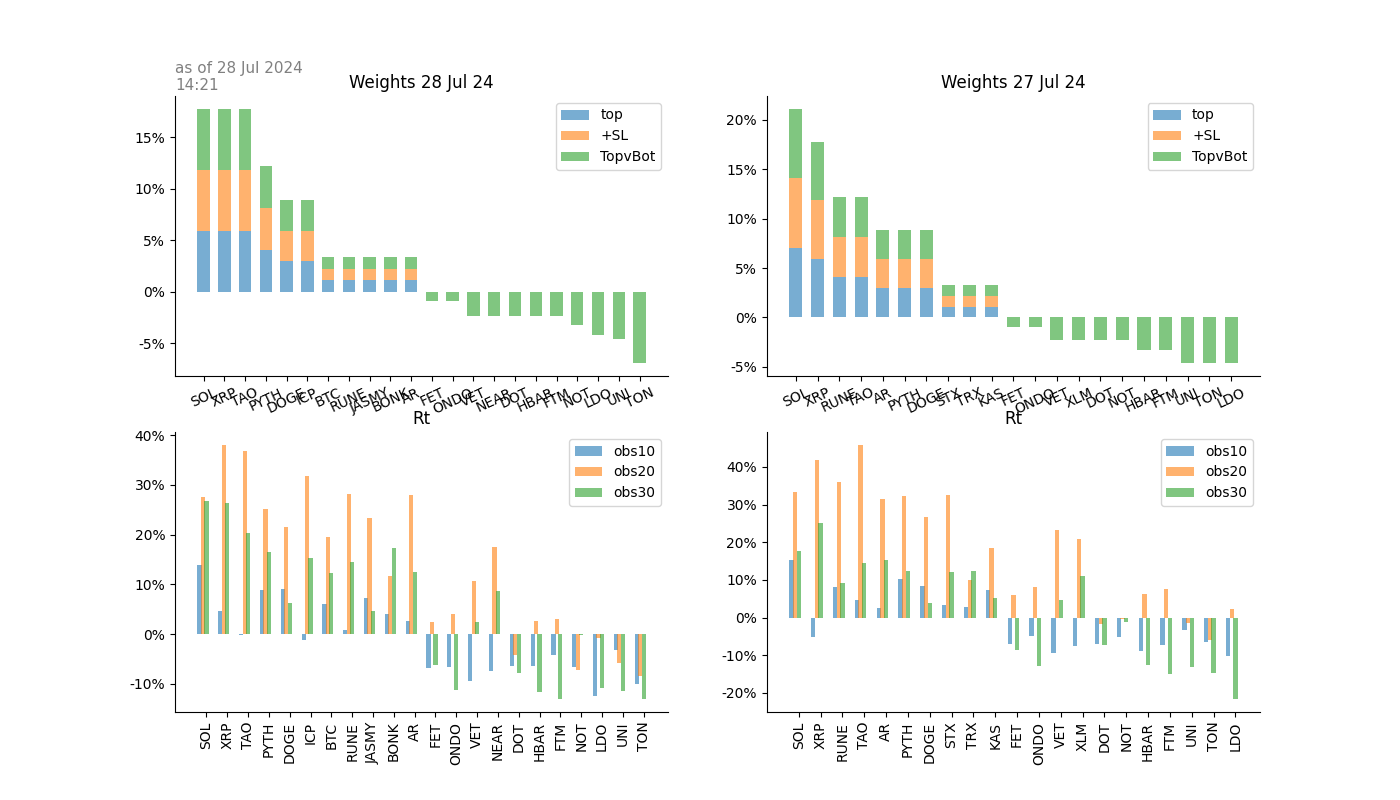 as of 28 Jul 2024
14:21
Weights 28 Jul 24
top
+SL
TopvBot
15%
10%
5%
0%
-5%
SOL XRP TAO PYTH DOGE ICP BTC RUNE JASMY BONK AR FET ONDO VET NEAR DOT HBAR FTM NOT LDO UNI TON
Weights 27 Jul 24
top
+SL
TopvBot
20%
15%
10%
5%
0%
-5%
SOL XRP RUNE TAO AR PYTH DOGE STX TRX KAS FET ONDO VET XLM DOT NOT HBAR FTM UNI TON LDO
Rt
obs10
obs20
obs30
40%
30%
20%
10%
0%
-10%
SOL XRP TAO PYTH DOGE ICP BTC RUNE JASMY BONK AR FET ONDO VET NEAR DOT HBAR FTM NOT LDO UNI TON
Rt
obs10
obs20
obs30
40%
30%
20%
10%
0%
-10%
-20%
SOL XRP RUNE TAO AR PYTH DOGE STX TRX KAS FET ONDO VET XLM DOT NOT HBAR FTM UNI TON LDO